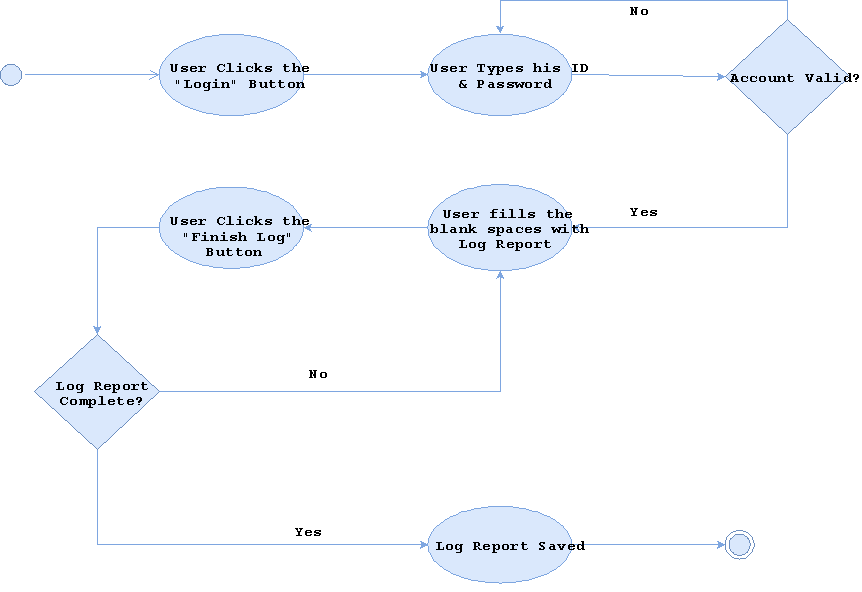 No
User Clicks the
"Login" Button
User Types his ID
& Password
Account Valid?
Yes
User Clicks the
"Finish Log"
Button
User fills the
blank spaces with
Log Report
No
Log Report
Complete?
Yes
Log Report Saved